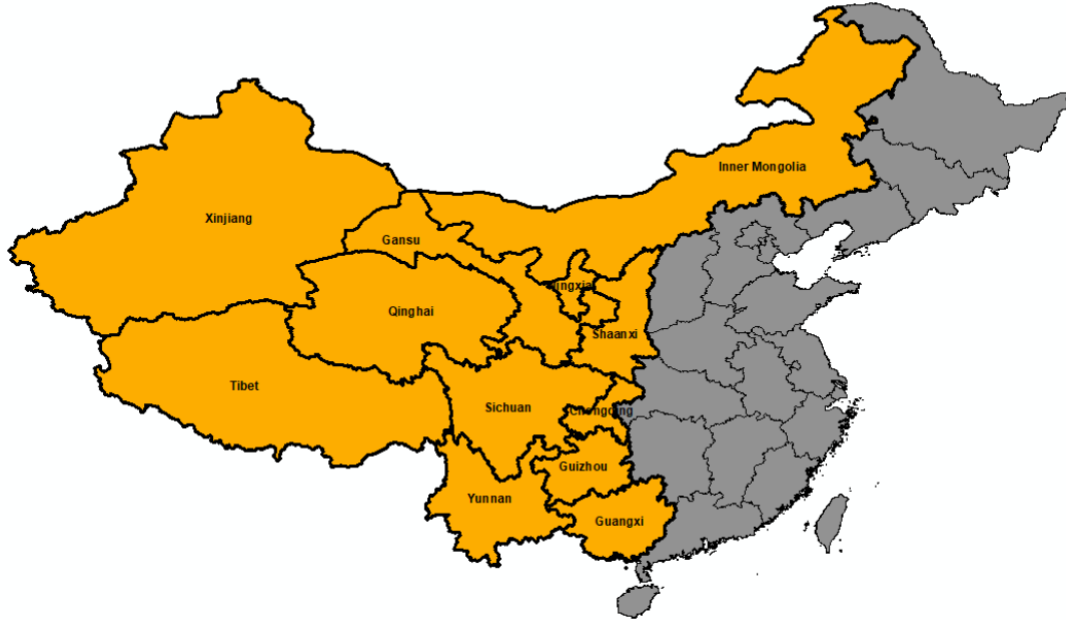 Inner Mongolia
Xinjiang
Gansu
Ningxia
Qinghai
Shaanxi
Tibet
Sichuan
Chongqing
Guizhou
Yunnan
Guangxi